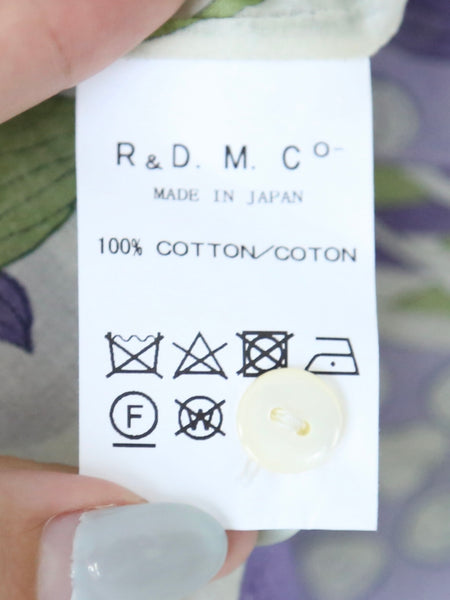 R & D. M. Co-
MADE IN JAPAN
100% COTTON/COTON
F W